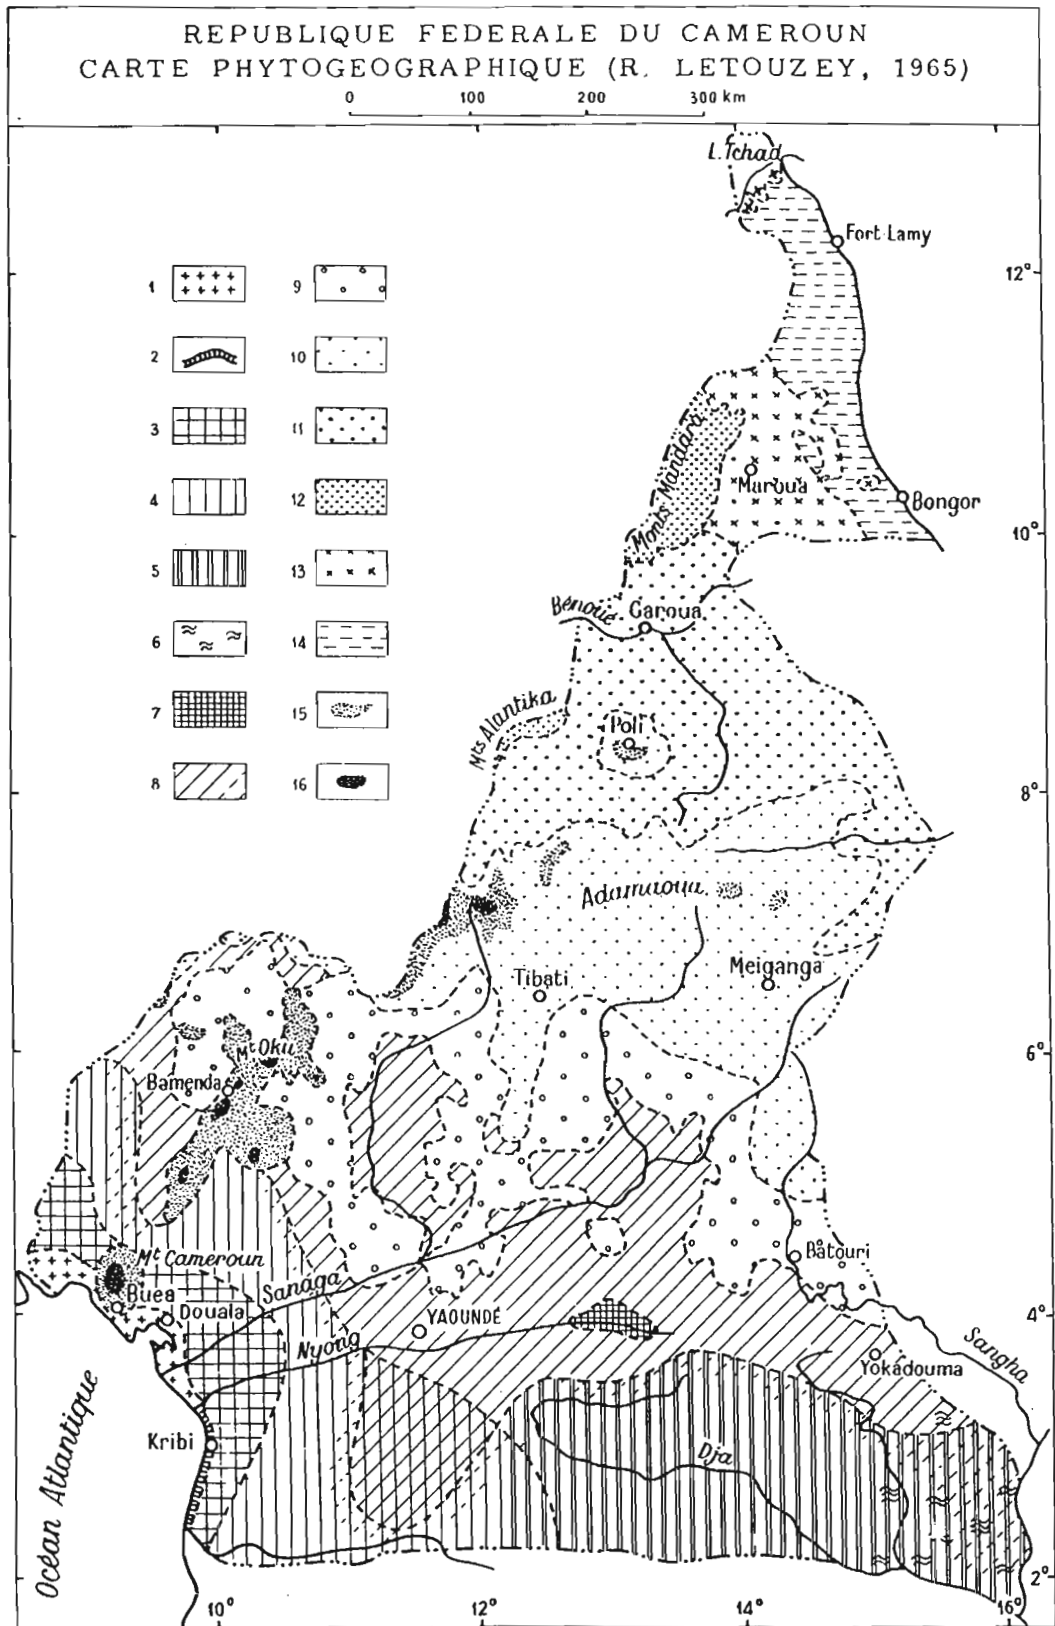 REPUBLIQUE FEDERALE DU CAMEROUN
CARTE PHYTOGEOGRAPHIQUE (R. LETOUZEY, 1965)
0 100 200 300 km
L. Tchad
Fort-Lamy
12°
1
9
2
10
3
11
4
12
5
13
6
14
7
15
8
16
Monts Mandara
Maroua
Bongor
10°
Bénoué
Garoua
Mts Alantika
Poli
8°
Adamaoua
Tibati
Meiganga
6°
Mt Oku
Bamenda
Mt Cameroun
Buea
Douala
Sanaga
Bâtouri
4°
YAOUNDÉ
Nyong
Sangha
Yokadouma
Kribi
Dja
Océan Atlantique
2°
10° 12° 14° 16°